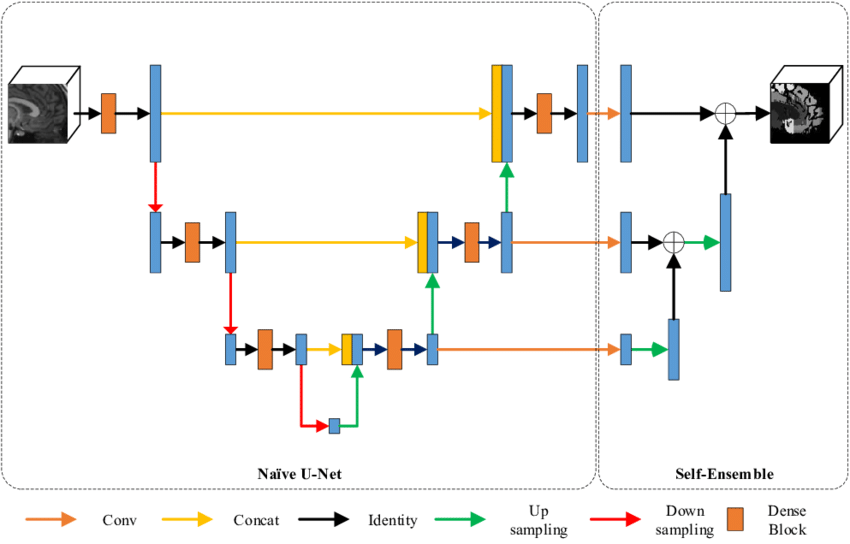 Naïve U-Net
Self-Ensemble
Conv
Concat
Identity
Up
sampling
Down
sampling
Dense
Block